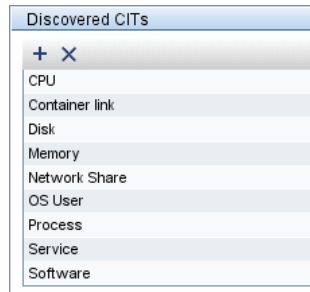 Discovered CITs
CPU
Container link
Disk
Memory
Network Share
OS User
Process
Service
Software